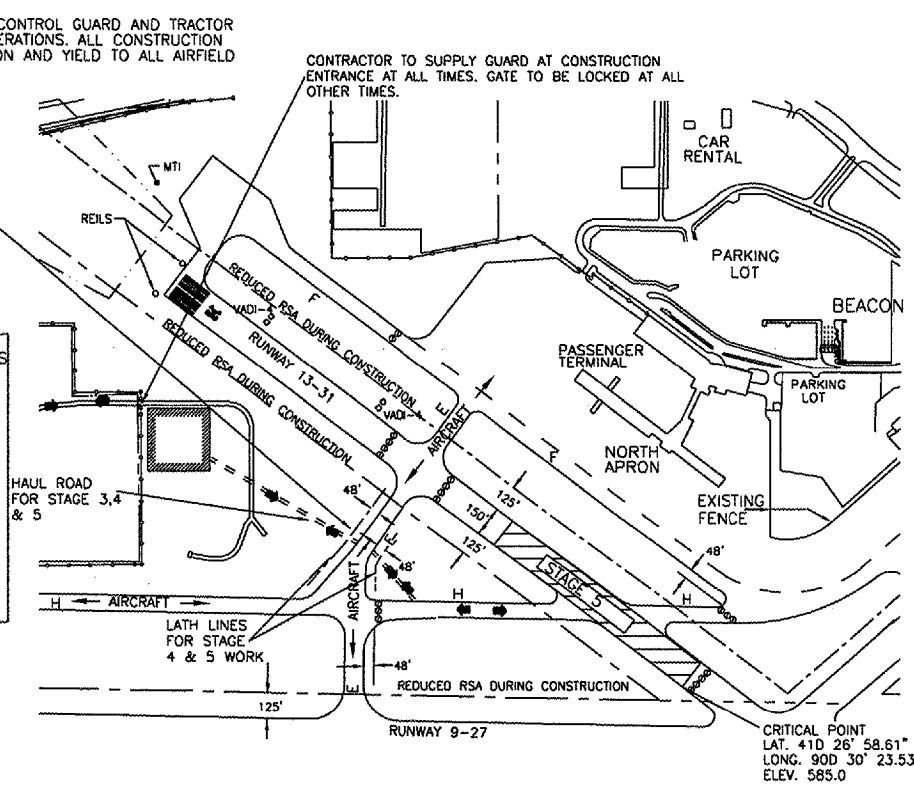 CONTROL GUARD AND TRACTOR
ERATIONS. ALL CONSTRUCTION
ON AND YIELD TO ALL AIRFIELD
CONTRACTOR TO SUPPLY GUARD AT CONSTRUCTION
ENTRANCE AT ALL TIMES. GATE TO BE LOCKED AT ALL
OTHER TIMES.
CAR
RENTAL
MTI
REILS
PARKING
LOT
BEACON
REDUCED RSA DURING CONSTRUCTION
F
VADI-4
RUNWAY 13-31
REDUCED RSA DURING CONSTRUCTION
VADI-4
E
AIRCRAFT
PASSENGER
TERMINAL
PARKING
LOT
S
NORTH
APRON
F
EXISTING
FENCE
HAUL ROAD
FOR STAGE 3,4
& 5
48'
125'
150'
125'
E
48'
48'
STAGE 5
H
H
H
AIRCRAFT
AIRCRAFT
LATH LINES
FOR STAGE
4 & 5 WORK
48'
E
REDUCED RSA DURING CONSTRUCTION
125'
RUNWAY 9-27
CRITICAL POINT
LAT. 41D 26' 58.61"
LONG. 90D 30' 23.53
ELEV. 585.0